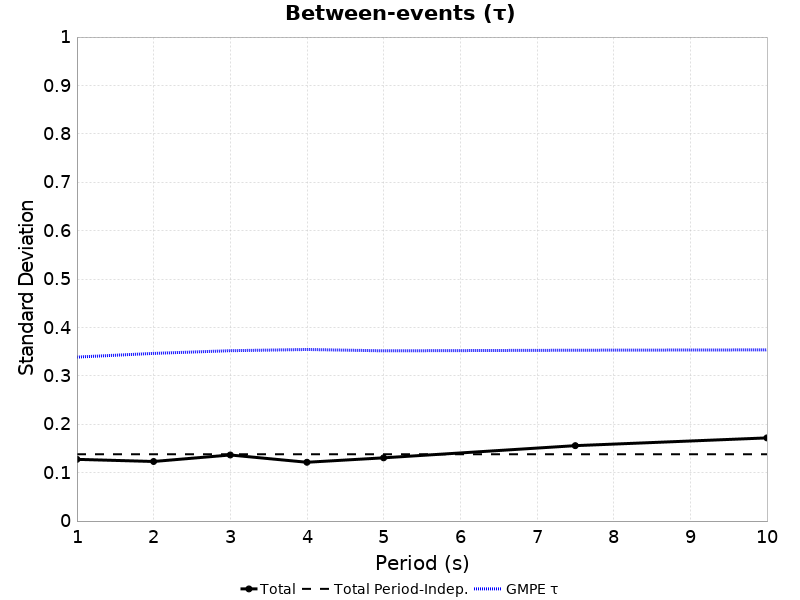 Between-events (τ)
1
0.9
0.8
0.7
0.6
0.5
0.4
0.3
0.2
0.1
0
Standard Deviation
1 2 3 4 5 6 7 8 9 10
Period (s)
Total Total Period-Indep. GMPE τ